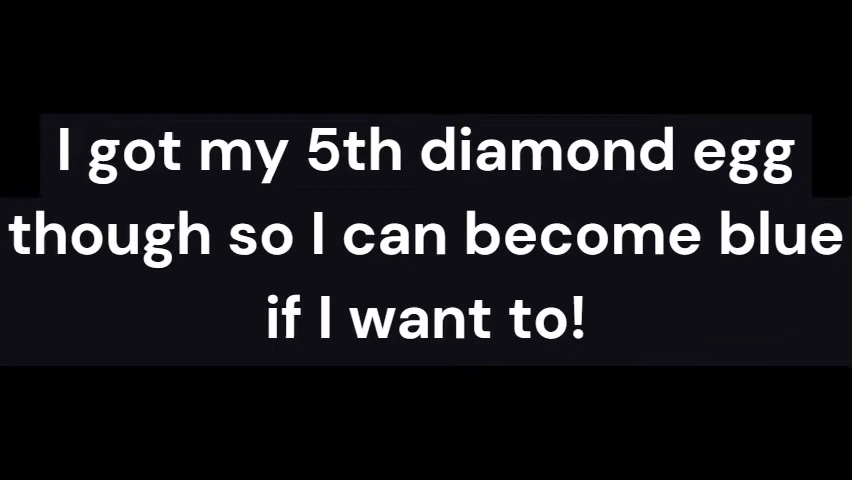 I got my 5th diamond egg
though so I can become blue
if I want to!